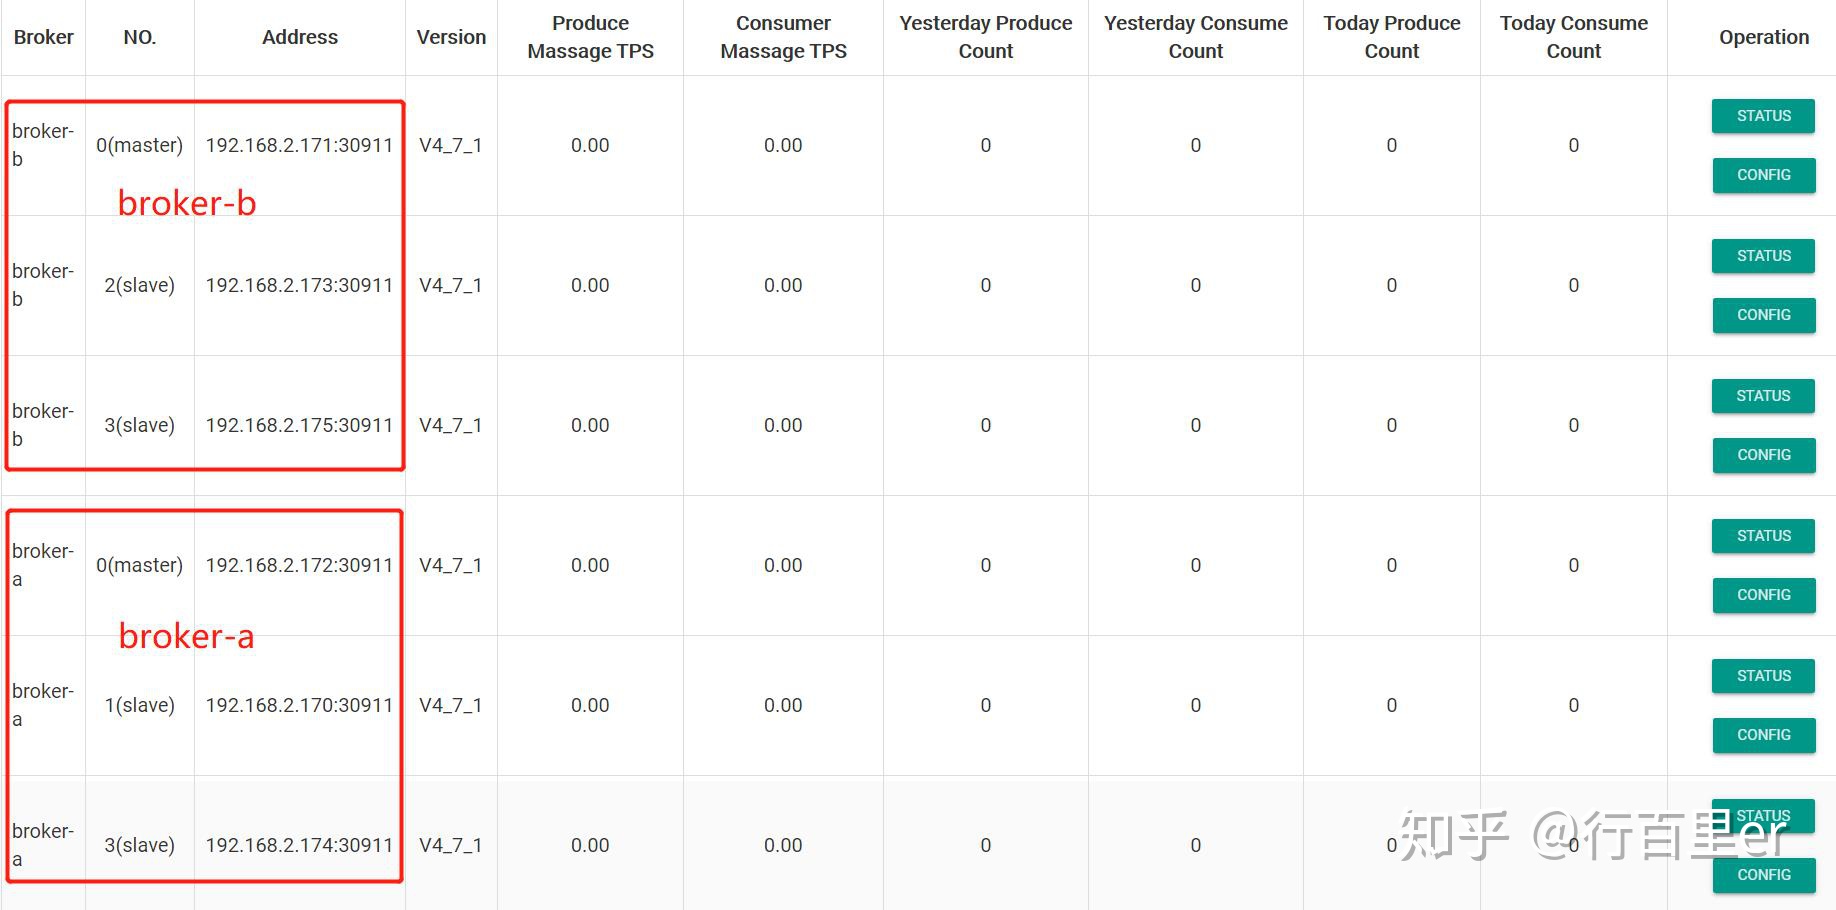 Broker NO. Address Version Produce Massage TPS Consumer Massage TPS Yesterday Produce Count Yesterday Consume Count Today Produce Count Today Consume Count Operation
broker-b 0(master) 192.168.2.171:30911 V4_7_1 0.00 0.00 0 0 0 0 STATUS CONFIG
broker-b
broker-b 2(slave) 192.168.2.173:30911 V4_7_1 0.00 0.00 0 0 0 0 STATUS CONFIG
broker-b 3(slave) 192.168.2.175:30911 V4_7_1 0.00 0.00 0 0 0 0 STATUS CONFIG
broker-a 0(master) 192.168.2.172:30911 V4_7_1 0.00 0.00 0 0 0 0 STATUS CONFIG
broker-a
broker-a 1(slave) 192.168.2.170:30911 V4_7_1 0.00 0.00 0 0 0 0 STATUS CONFIG
broker-a 3(slave) 192.168.2.174:30911 V4_7_1 0.00 0.00 0 0 0 0 STATUS CONFIG
知乎 @行百里er